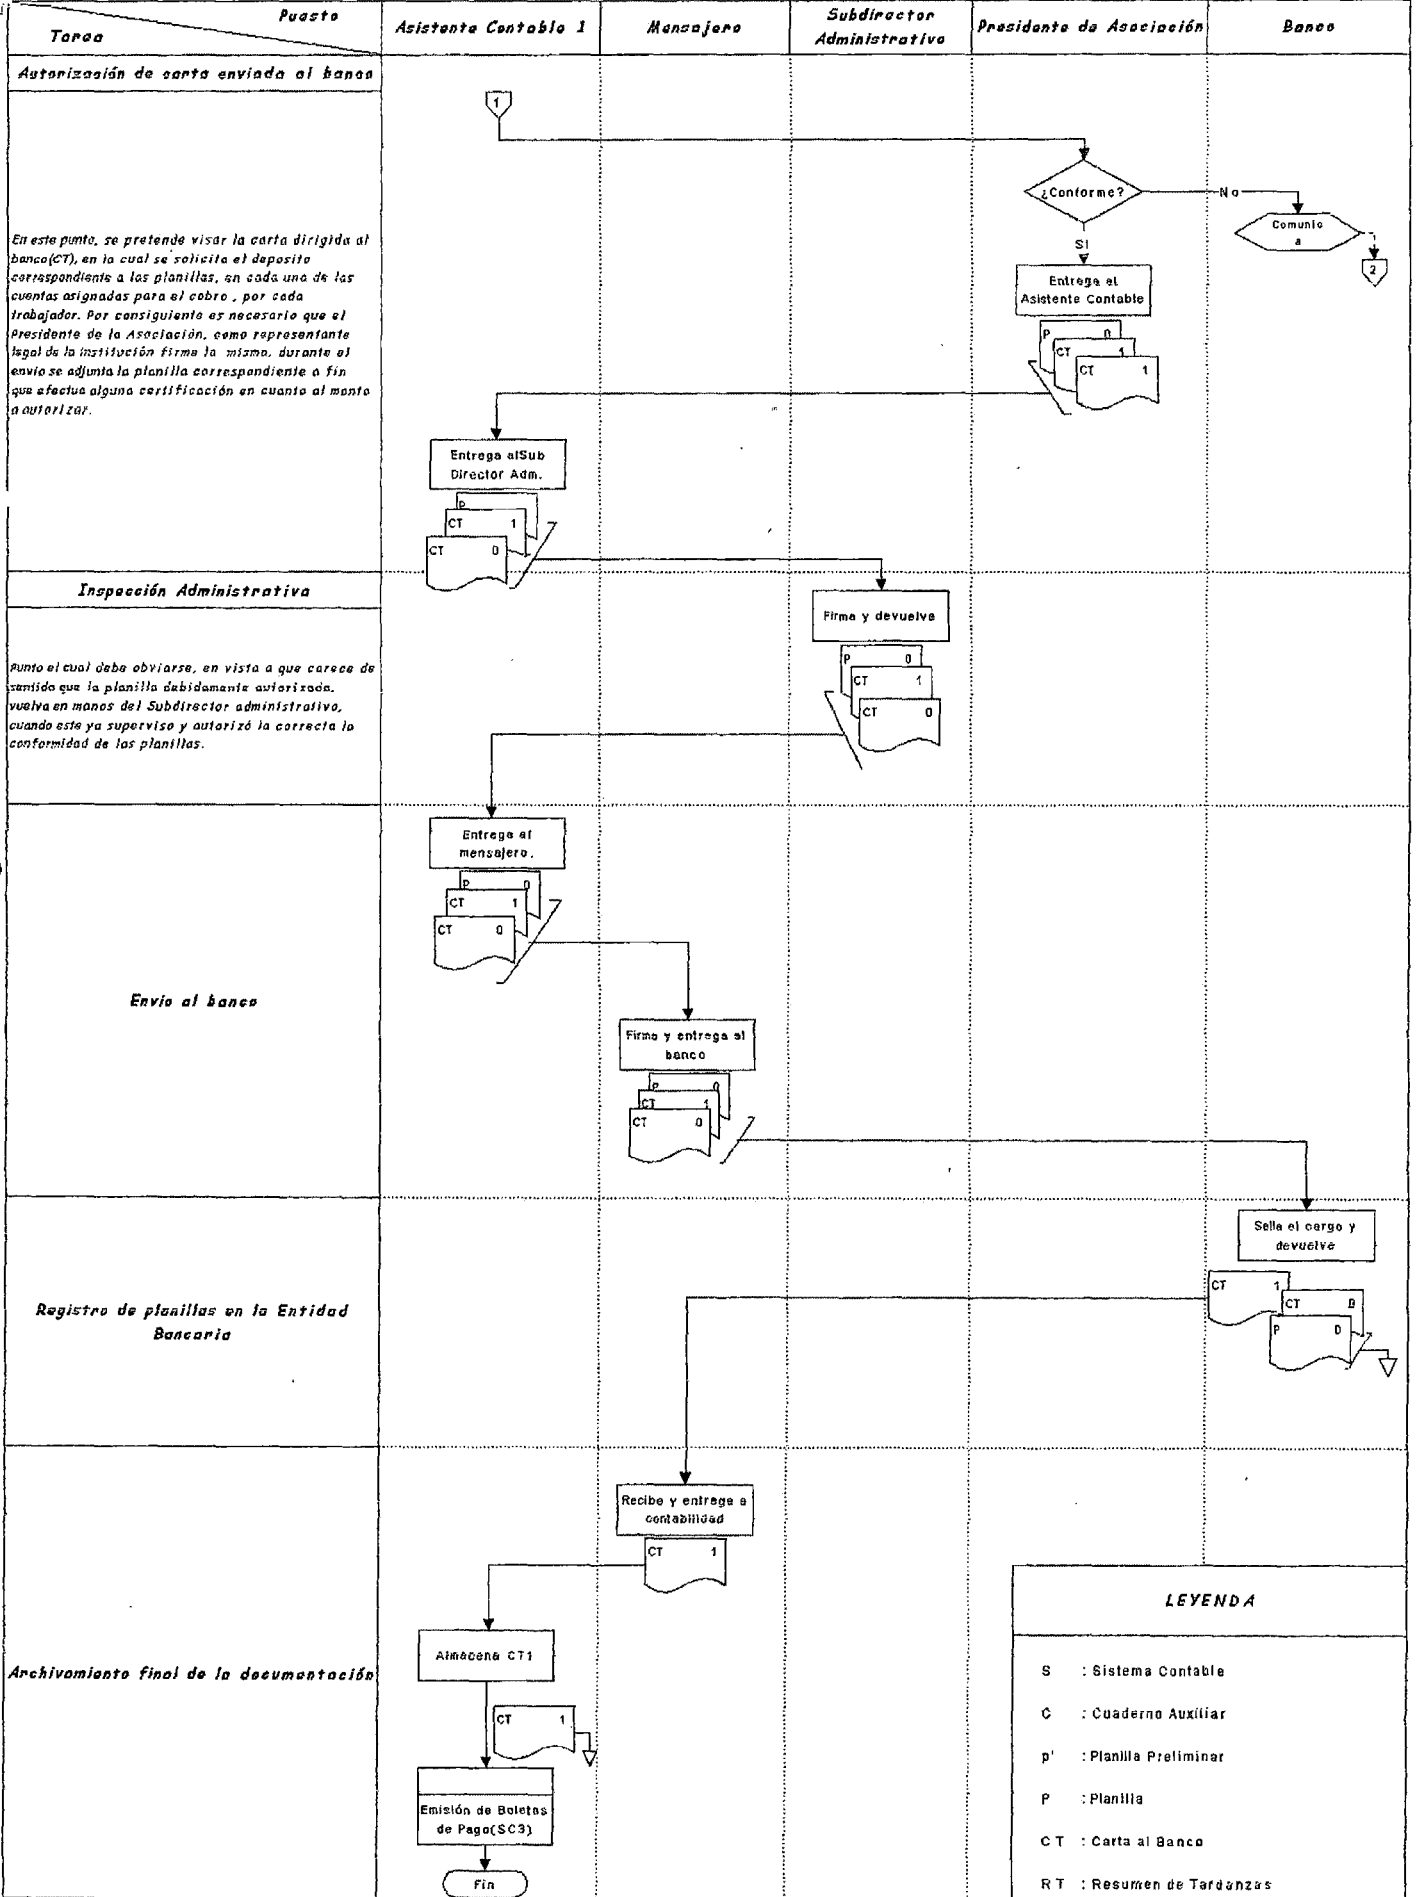 Puesto
Tarea
Asistente Contable 1
Mensajero
Subdirector
Administrativo
Presidente de Asociación
Banco
Autorización de carta enviada al banco
1
¿Conforme?
No
Comunic
a
2
SI
Entrega al
Asistente Contable
P 0
CT 1
CT 1
En este punto, se pretende visar la carta dirigida al
banco(CT), en la cual se solicita el deposito
correspondiente a las planillas, en cada una de las
cuentas asignadas para el cobro , por cada
trabajador. Por consiguiente es necesario que el
Presidente de la Asociación, como representante
legal de la institución firme la misma, durante el
envio se adjunta la planilla correspondiente a fin
que efectua alguna certificación en cuanto al monto
a autorizar.
Entrega alSub
Director Adm.
P
CT 1
CT 0
Inspección Administrativa
Firma y devuelve
P 0
CT 1
CT 0
Punto el cual debe obviarse, en vista a que carece de
sentido que la planilla debidamente autorizada,
vuelva en manos del Subdirector administrativo,
cuando este ya superviso y autorizó la correcta la
conformidad de las planillas.
Entrega al
mensajero.
P 0
CT 1
CT 0
Envio al banco
Firma y entrega al
banco
P 0
CT 1
CT 0
Sella el cargo y
devuelve
CT 1
CT 0
P 0
Registro de planillas en la Entidad
Bancaria
Recibe y entrega a
contabilidad
CT 1
Almacena CT1
Archivamiento final de la documentación
CT 1
Emisión de Boletas
de Pago(SC3)
Fin
LEYENDA
S : Sistema Contable
C : Cuaderno Auxiliar
p' : Planilla Preliminar
P : Planilla
CT : Carta al Banco
RT : Resumen de Tardanzas